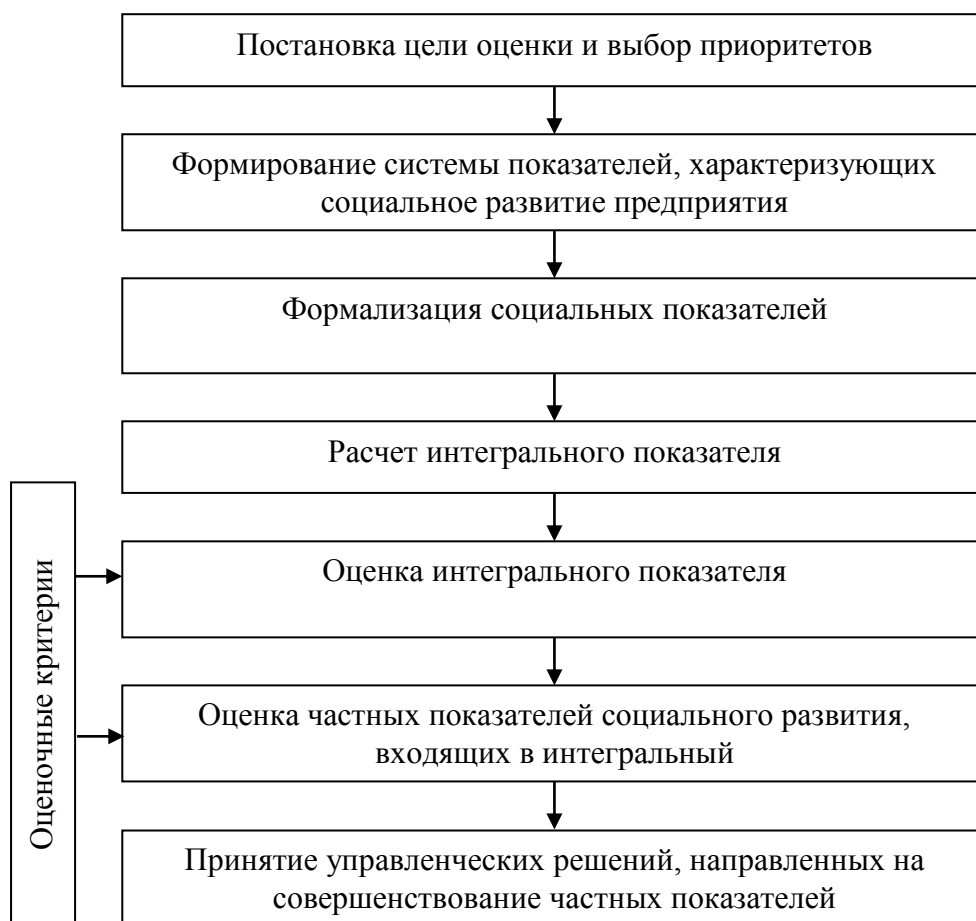 Постановка цели оценки и выбор приоритетов
Формирование системы показателей, характеризующих
социальное развитие предприятия
Формализация социальных показателей
Расчет интегрального показателя
Оценочные критерии
Оценка интегрального показателя
Оценка частных показателей социального развития,
входящих в интегральный
Принятие управленческих решений, направленных на
совершенствование частных показателей